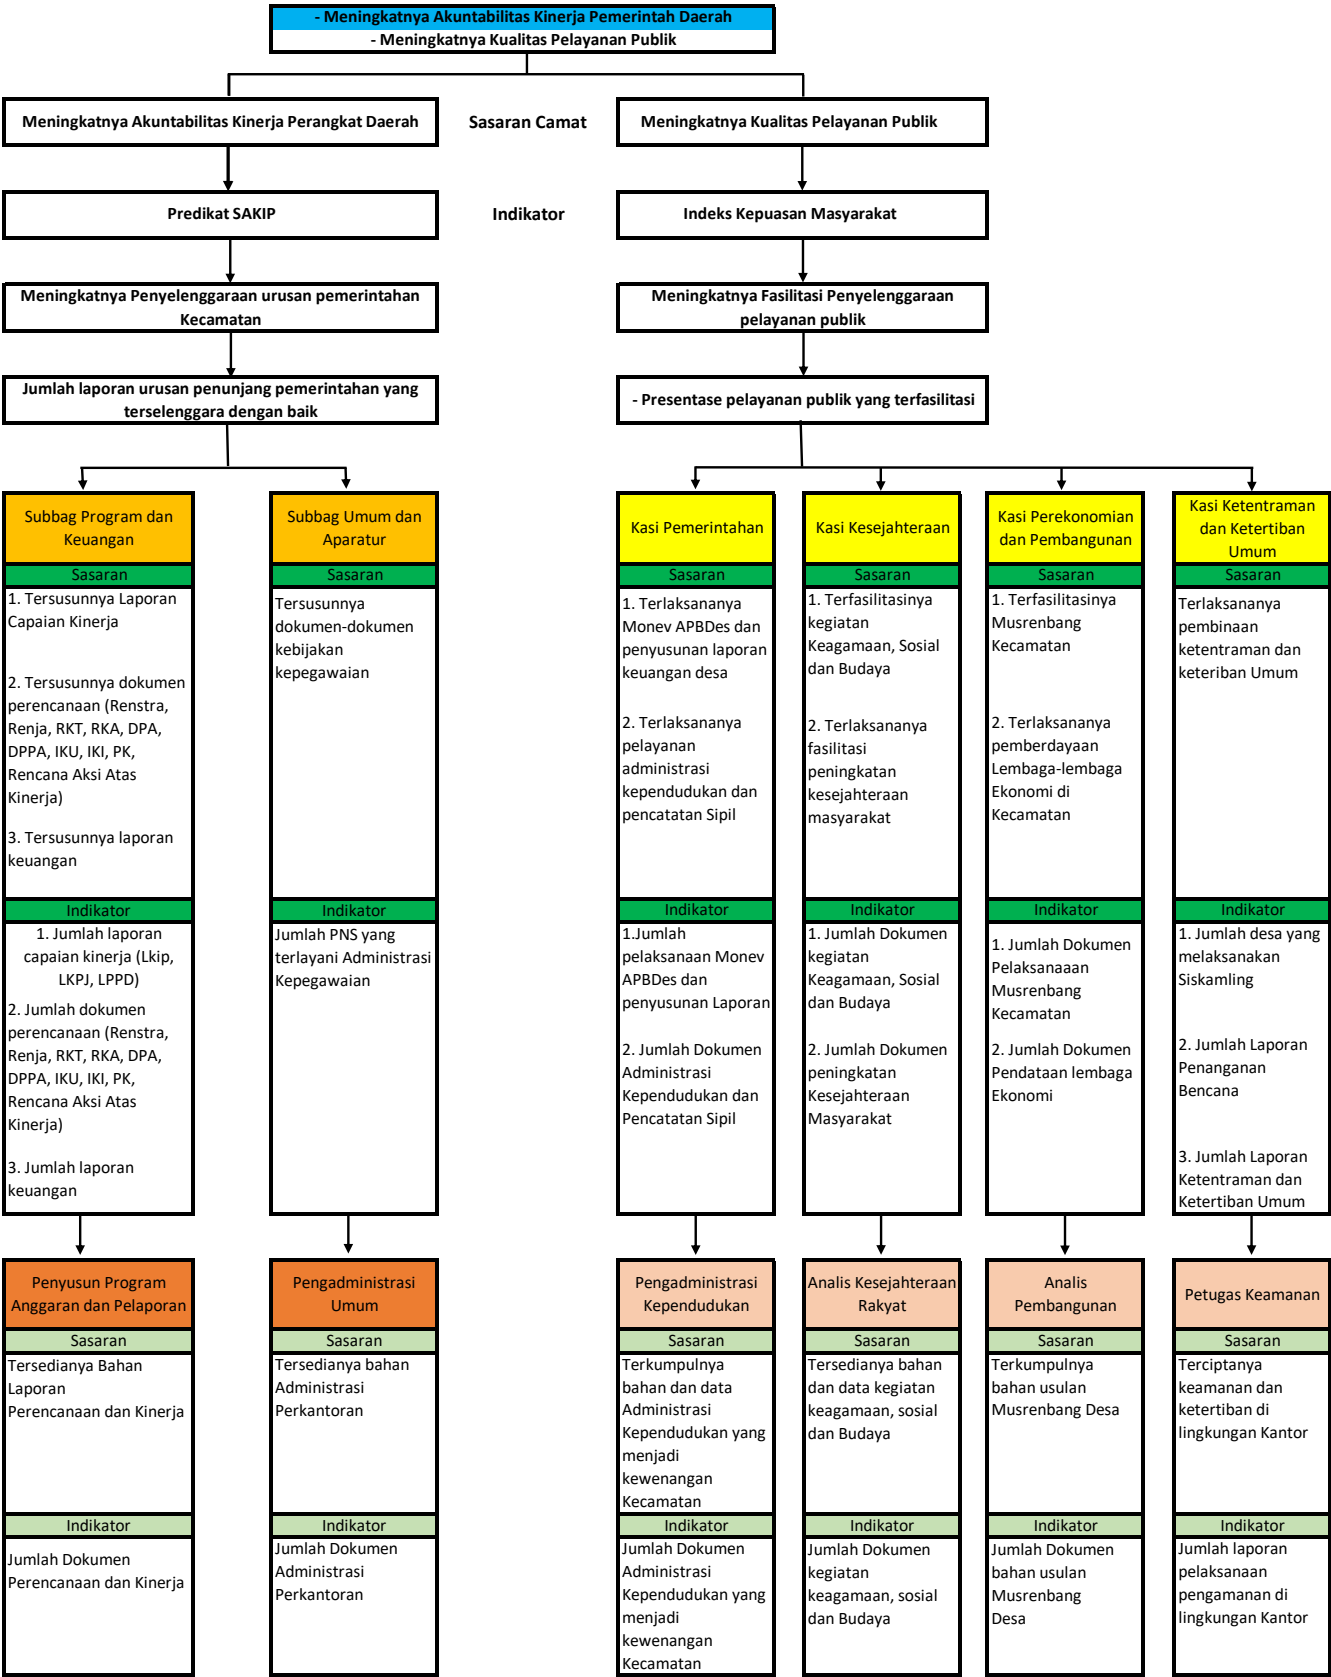 - Meningkatnya Akuntabilitas Kinerja Pemerintah Daerah
- Meningkatnya Kualitas Pelayanan Publik
Meningkatnya Akuntabilitas Kinerja Perangkat Daerah
Sasaran Camat
Meningkatnya Kualitas Pelayanan Publik
Predikat SAKIP
Indikator
Indeks Kepuasan Masyarakat
Meningkatnya Penyelenggaraan urusan pemerintahan
Kecamatan
Meningkatnya Fasilitasi Penyelenggaraan
pelayanan publik
Jumlah laporan urusan penunjang pemerintahan yang
terselenggara dengan baik
- Presentase pelayanan publik yang terfasilitasi
Subbag Program dan
Keuangan
Sasaran
1. Tersusunnya Laporan
Capaian Kinerja
2. Tersusunnya dokumen
perencanaan (Renstra,
Renja, RKT, RKA, DPA,
DPPA, IKU, IKI, PK,
Rencana Aksi Atas
Kinerja)
3. Tersusunnya laporan
keuangan
Indikator
1. Jumlah laporan
capaian kinerja (Lkip,
LKPJ, LPPD)
2. Jumlah dokumen
perencanaan (Renstra,
Renja, RKT, RKA, DPA,
DPPA, IKU, IKI, PK,
Rencana Aksi Atas
Kinerja)
3. Jumlah laporan
keuangan
Subbag Umum dan
Aparatur
Sasaran
Tersusunnya
dokumen-dokumen
kebijakan
kepegawaian
Indikator
Jumlah PNS yang
terlayani Administrasi
Kepegawaian
Kasi Pemerintahan
Sasaran
1. Terlaksananya
Monev APBDes dan
penyusunan laporan
keuangan desa
2. Terlaksananya
pelayanan
administrasi
kependudukan dan
pencatatan Sipil
Indikator
1.Jumlah
pelaksanaan Monev
APBDes dan
penyusunan Laporan
2. Jumlah Dokumen
Administrasi
Kependudukan dan
Pencatatan Sipil
Kasi Kesejahteraan
Sasaran
1. Terfasilitasinya
kegiatan
Keagamaan, Sosial
dan Budaya
2. Terlaksananya
fasilitasi
peningkatan
kesejahteraan
masyarakat
Indikator
1. Jumlah Dokumen
kegiatan
Keagamaan, Sosial
dan Budaya
2. Jumlah Dokumen
peningkatan
Kesejahteraan
Masyarakat
Kasi Perekonomian
dan Pembangunan
Sasaran
1. Terfasilitasinya
Musrenbang
Kecamatan
2. Terlaksananya
pemberdayaan
Lembaga-lembaga
Ekonomi di
Kecamatan
Indikator
1. Jumlah Dokumen
Pelaksanaaan
Musrenbang
Kecamatan
2. Jumlah Dokumen
Pendataan lembaga
Ekonomi
Kasi Ketentraman
dan Ketertiban
Umum
Sasaran
Terlaksananya
pembinaan
ketentraman dan
keteriban Umum
Indikator
1. Jumlah desa yang
melaksanakan
Siskamling
2. Jumlah Laporan
Penanganan
Bencana
3. Jumlah Laporan
Ketentraman dan
Ketertiban Umum
Penyusun Program
Anggaran dan Pelaporan
Sasaran
Tersedianya Bahan
Laporan
Perencanaan dan Kinerja
Indikator
Jumlah Dokumen
Perencanaan dan Kinerja
Pengadministrasi
Umum
Sasaran
Tersedianya bahan
Administrasi
Perkantoran
Indikator
Jumlah Dokumen
Administrasi
Perkantoran
Pengadministrasi
Kependudukan
Sasaran
Terkumpulnya
bahan dan data
Administrasi
Kependudukan yang
menjadi
kewenangan
Kecamatan
Indikator
Jumlah Dokumen
Administrasi
Kependudukan yang
menjadi
kewenangan
Kecamatan
Analis Kesejahteraan
Rakyat
Sasaran
Tersedianya bahan
dan data kegiatan
keagamaan, sosial
dan Budaya
Indikator
Jumlah Dokumen
kegiatan
keagamaan, sosial
dan Budaya
Analis
Pembangunan
Sasaran
Terkumpulnya
bahan usulan
Musrenbang Desa
Indikator
Jumlah Dokumen
bahan usulan
Musrenbang
Desa
Petugas Keamanan
Sasaran
Terciptanya
keamanan dan
ketertiban di
lingkungan Kantor
Indikator
Jumlah laporan
pelaksanaan
pengamanan di
lingkungan Kantor